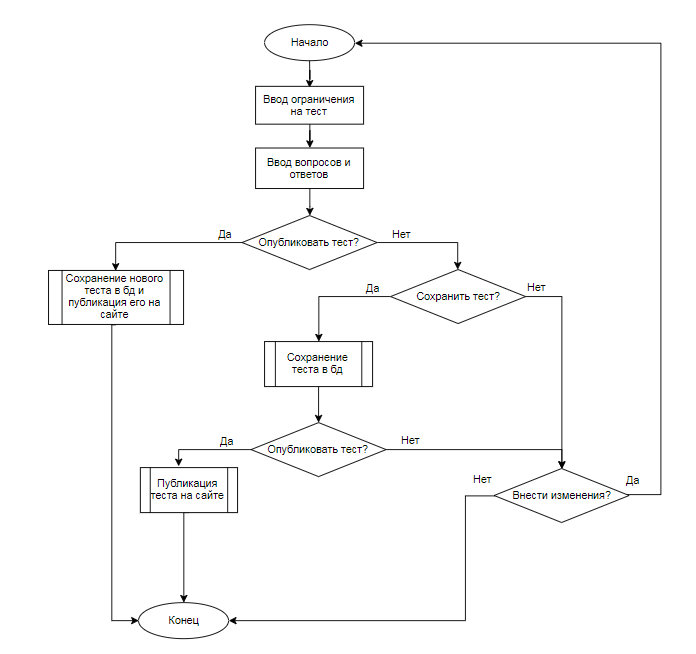 Начало
Ввод ограничения
на тест
Ввод вопросов и
ответов
Опубликовать тест?
Да
Нет
Сохранение нового
теста в бд и
публикация его на
сайте
Сохранить тест?
Да
Нет
Сохранение
теста в бд
Опубликовать тест?
Да
Нет
Публикация
теста на сайте
Внести изменения?
Нет
Да
Конец